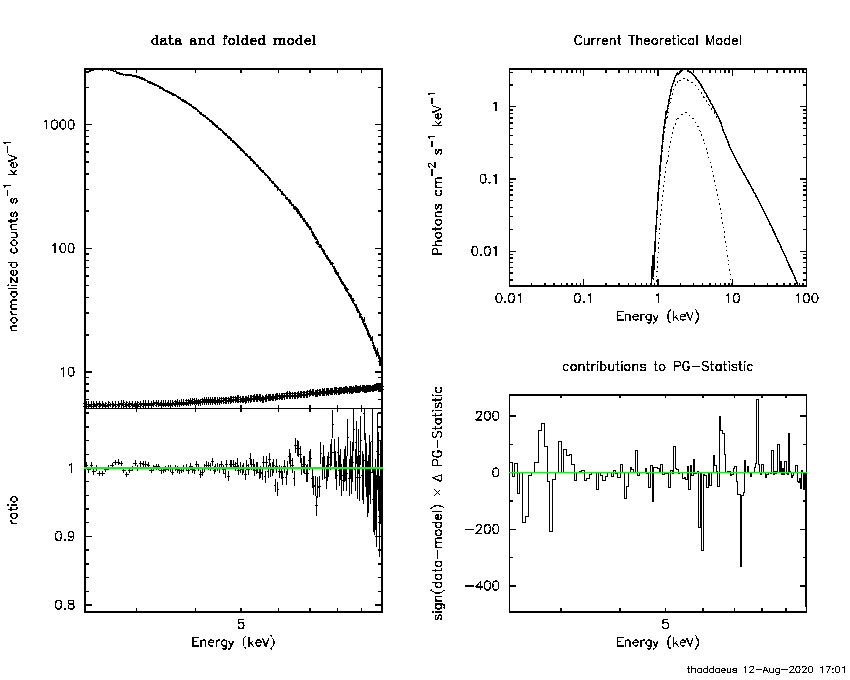 data and folded model
normalized counts s−1 keV−1
1000
100
10
ratio
1
0.9
0.8
5
Energy (keV)
Current Theoretical Model
Photons cm−2 s−1 keV−1
1
0.1
0.01
0.01 0.1 1 10 100
Energy (keV)
contributions to PG−Statistic
sign(data−model) × Δ PG−Statistic
200
0
−200
−400
5
Energy (keV)
thaddaeus 12-Aug-2020 17:01